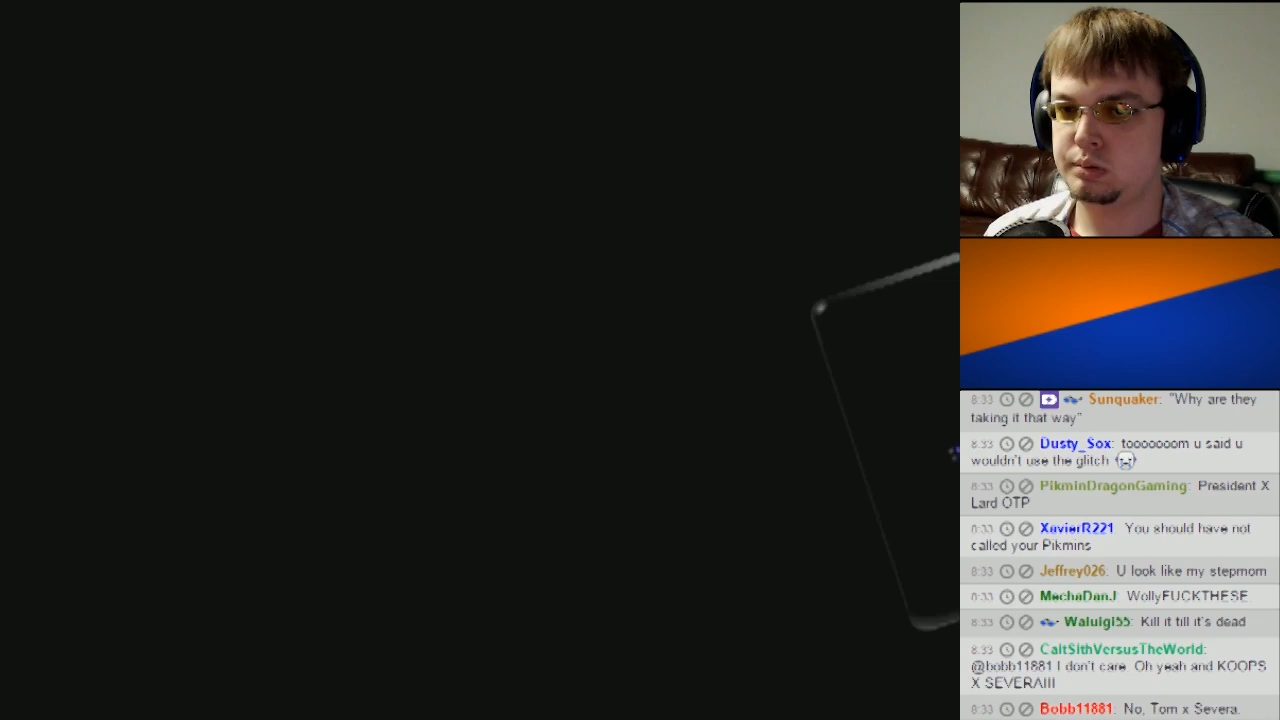 8:33 Sunquaker: "Why are they
taking it that way"
8:33 Dusty_Sox: tooooooom u said u
wouldn't use the glitch
8:33 PikminDragonGaming: President X
Lard OTP
8:33 XavierR221 You should have not
called your Pikmins
8:33 Jeffrey026: U look like my stepmom
8:33 MechaDanJ: WollyFUCKTHESE
8:33 Waluigi55: Kill it till it's dead
8:33 CaitSithVersusTheWorld:
@bobb11881 I don't care. Oh yeah and KOOPS
X SEVERA!!!
8:33 Bobb11881: No, Tom x Severa.